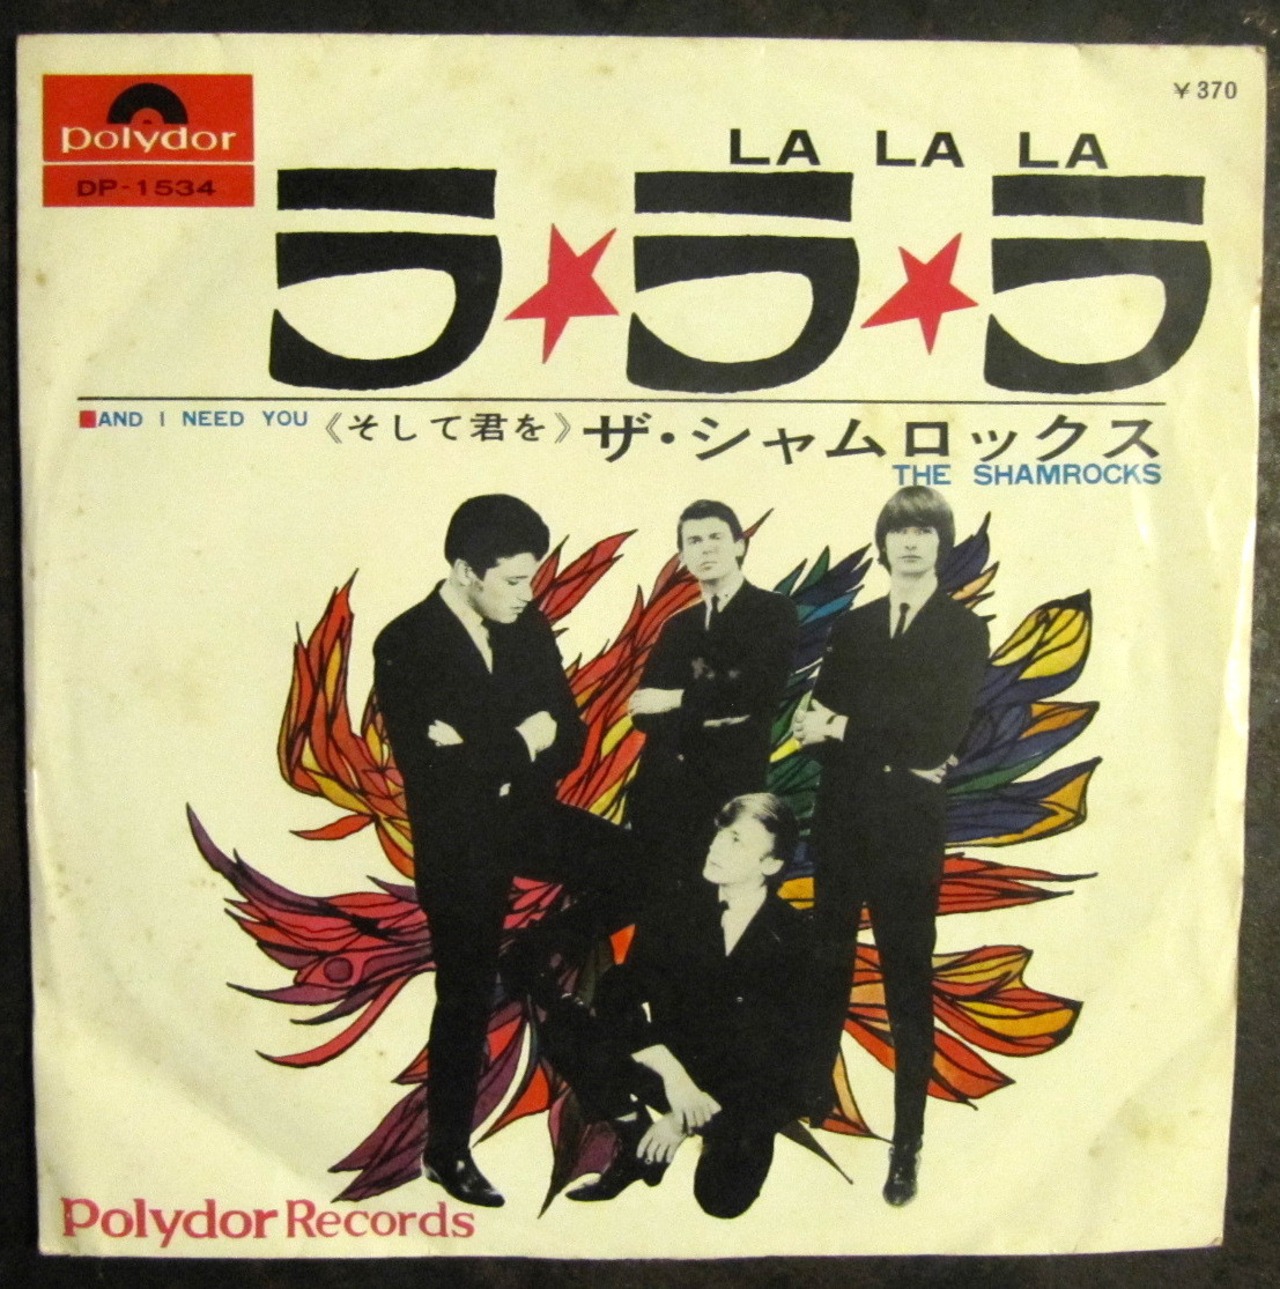 polydor
DP-1534
¥370
LA LA LA
ラ★ラ★ラ
■AND I NEED YOU 《そして君を》 ザ・シャムロックス
THE SHAMROCKS
Polydor Records